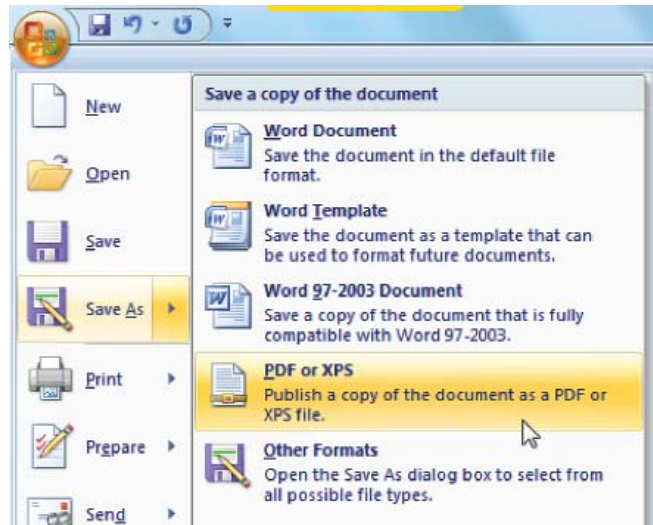 New
Open
Save
Save As
Print
Prepare
Send
Save a copy of the document
Word Document
Save the document in the default file
format.
Word Template
Save the document as a template that can
be used to format future documents.
Word 97-2003 Document
Save a copy of the document that is fully
compatible with Word 97-2003.
PDF or XPS
Publish a copy of the document as a PDF or
XPS file.
Other Formats
Open the Save As dialog box to select from
all possible file types.